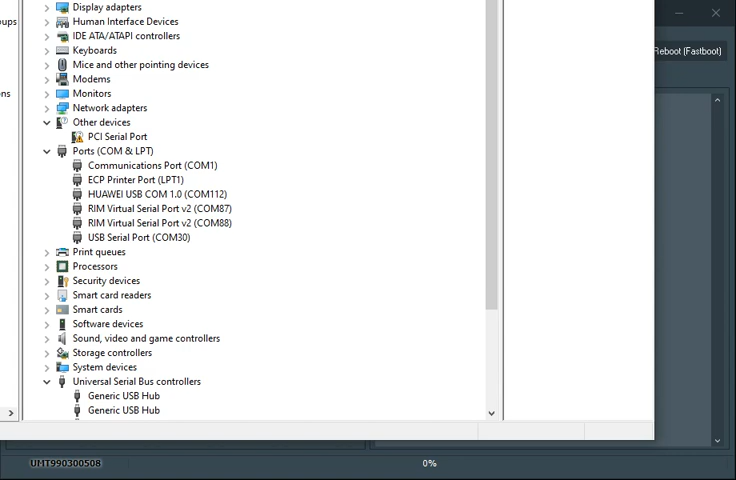 Display adapters
oups
Human Interface Devices
IDE ATA/ATAPI controllers
Keyboards
Reboot (Fastboot)
Mice and other pointing devices
Modems
ns
Monitors
Network adapters
Other devices
PCI Serial Port
Ports (COM & LPT)
Communications Port (COM1)
ECP Printer Port (LPT1)
HUAWEI USB COM 1.0 (COM112)
RIM Virtual Serial Port v2 (COM87)
RIM Virtual Serial Port v2 (COM88)
USB Serial Port (COM30)
Print queues
Processors
Security devices
Smart card readers
Smart cards
Software devices
Sound, video and game controllers
Storage controllers
System devices
Universal Serial Bus controllers
Generic USB Hub
Generic USB Hub
UMT990300508
0%